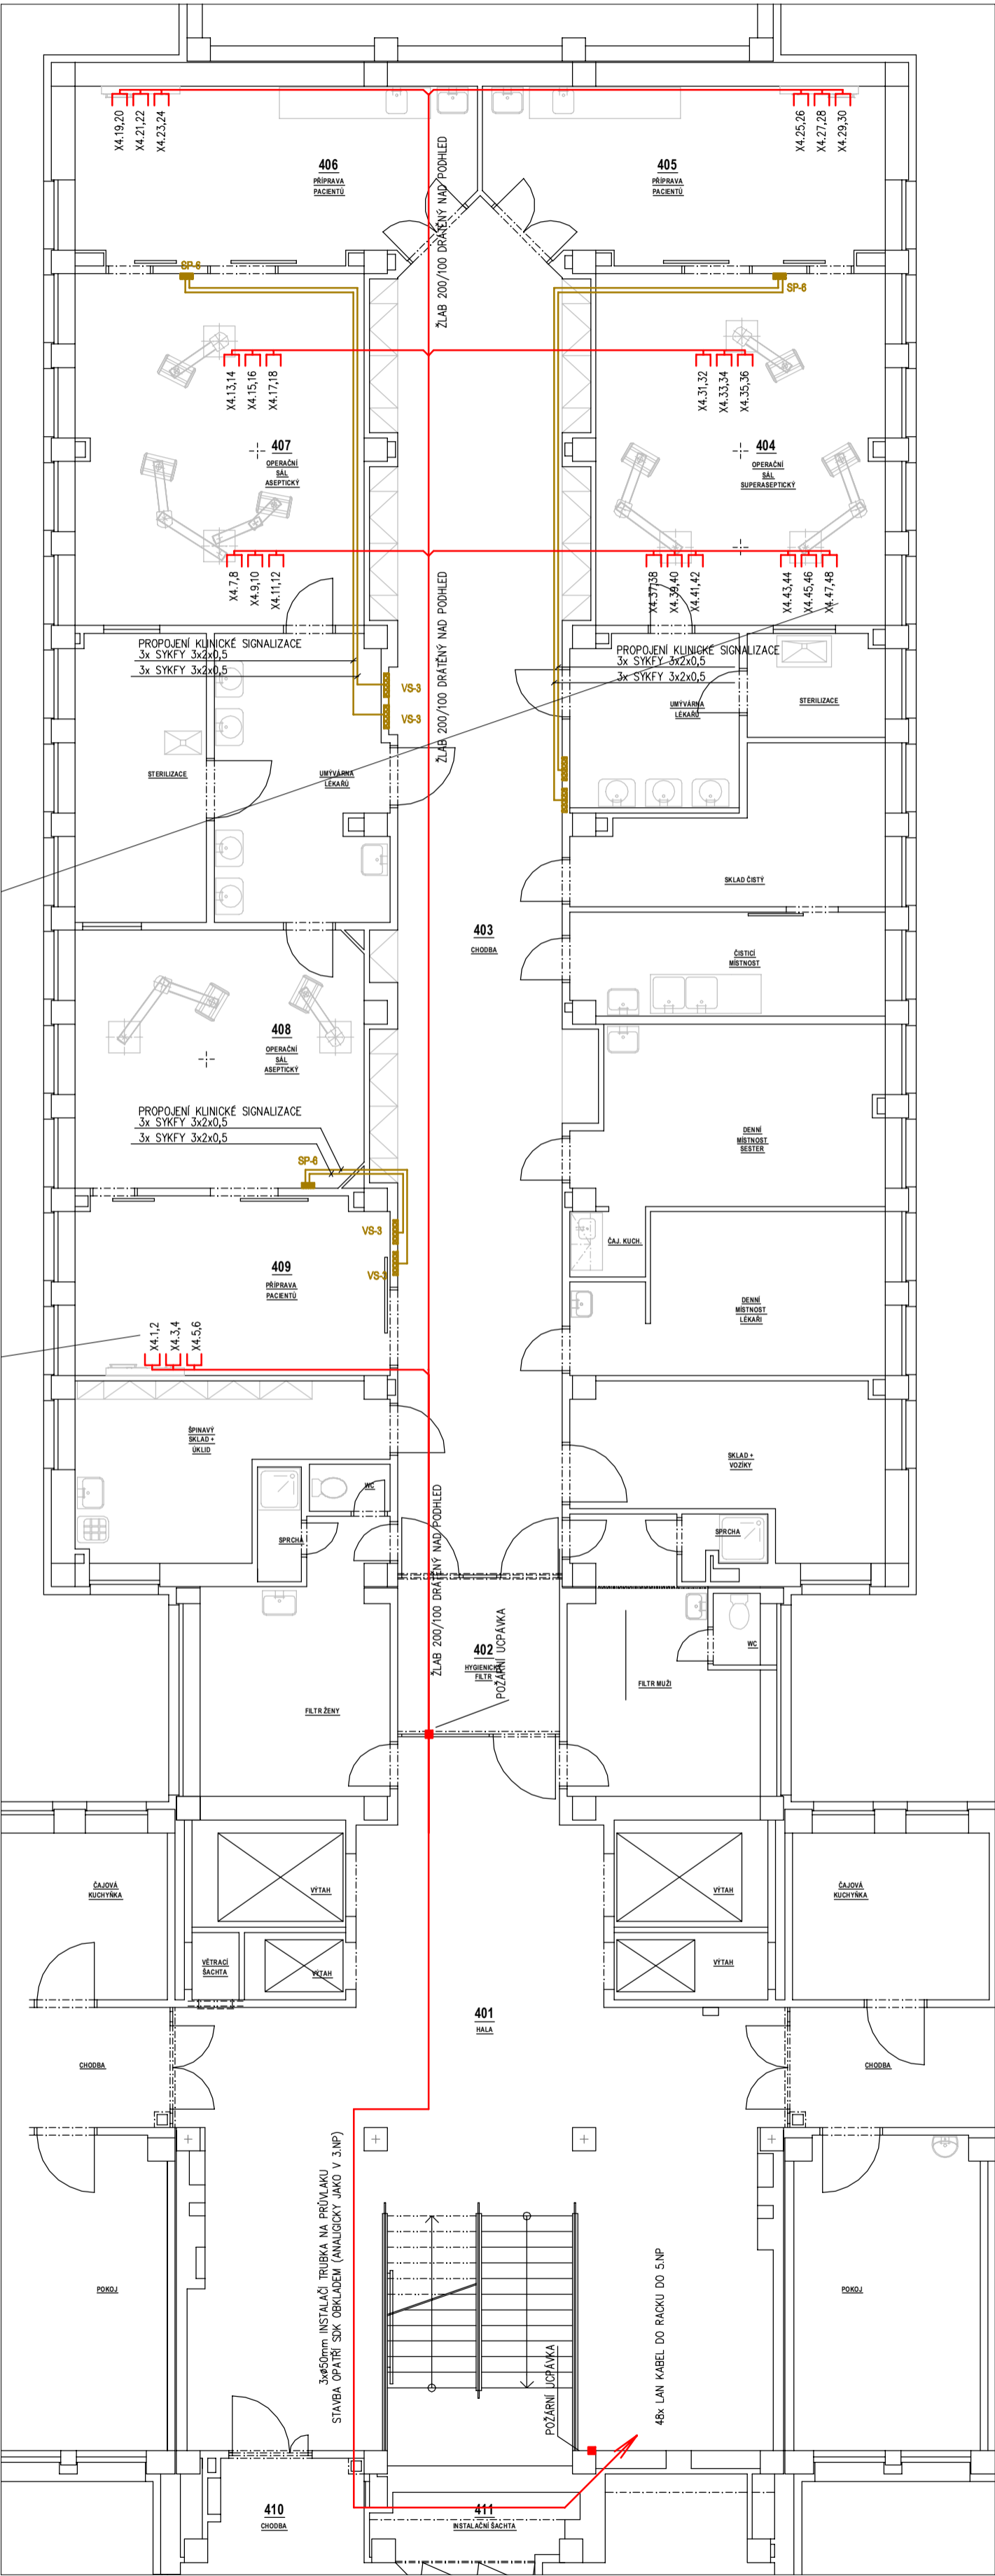 X4.19,20
X4.21,22
X4.23,24
X4.25,26
X4.27,28
X4.29,30
406
PŘÍPRAVA
PACIENTŮ
405
PŘÍPRAVA
PACIENTŮ
ŽLAB 200/100 DRÁTĚNÝ NAD PODHLED
SP-6
SP-6
X4.13,14
X4.15,16
X4.17,18
X4.31,32
X4.33,34
X4.35,36
407
OPERAČNÍ
SÁL
ASEPTICKÝ
404
OPERAČNÍ
SÁL
SUPERASEPTICKÝ
X4.7,8
X4.9,10
X4.11,12
X4.37,38
X4.39,40
X4.41,42
X4.43,44
X4.45,46
X4.47,48
ŽLAB 200/100 DRÁTĚNÝ NAD PODHLED
PROPOJENÍ KLINICKÉ SIGNALIZACE
3x SYKFY 3x2x0,5
3x SYKFY 3x2x0,5
PROPOJENÍ KLINICKÉ SIGNALIZACE
3x SYKFY 3x2x0,5
3x SYKFY 3x2x0,5
VS-3
VS-3
STERILIZACE
UMÝVÁRNA
LÉKAŘŮ
UMÝVÁRNA
LÉKAŘŮ
STERILIZACE
SKLAD ČISTÝ
403
CHODBA
ČISTICÍ
MÍSTNOST
408
OPERAČNÍ
SÁL
ASEPTICKÝ
PROPOJENÍ KLINICKÉ SIGNALIZACE
3x SYKFY 3x2x0,5
3x SYKFY 3x2x0,5
SP-6
DENNÍ
MÍSTNOST
SESTER
VS-3
VS-3
ČAJ. KUCH.
409
PŘÍPRAVA
PACIENTŮ
DENNÍ
MÍSTNOST
LÉKAŘI
X4.1,2
X4.3,4
X4.5,6
ŠPINAVÝ
SKLAD +
ÚKLID
SKLAD +
VOZÍKY
WC
SPRCHA
SPRCHA
ŽLAB 200/100 DRÁTĚNÝ NAD PODHLED
402
HYGIENICKÝ
FILTR
POŽÁRNÍ UCPÁVKA
WC
FILTR ŽENY
FILTR MUŽI
ČAJOVÁ
KUCHYŇKA
VÝTAH
VÝTAH
ČAJOVÁ
KUCHYŇKA
VĚTRACÍ
ŠACHTA
VÝTAH
VÝTAH
401
HALA
CHODBA
CHODBA
3xø50mm INSTALAČÍ TRUBKA NA PRŮVLAKU
STAVBA OPATŘÍ SDK OBKLADEM (ANALIGICKY JAKO V 3.NP)
POKOJ
POKOJ
POŽÁRNÍ UCPÁVKA
48x LAN KABEL DO RACKU DO 5.NP
410
CHODBA
411
INSTALAČNÍ ŠACHTA